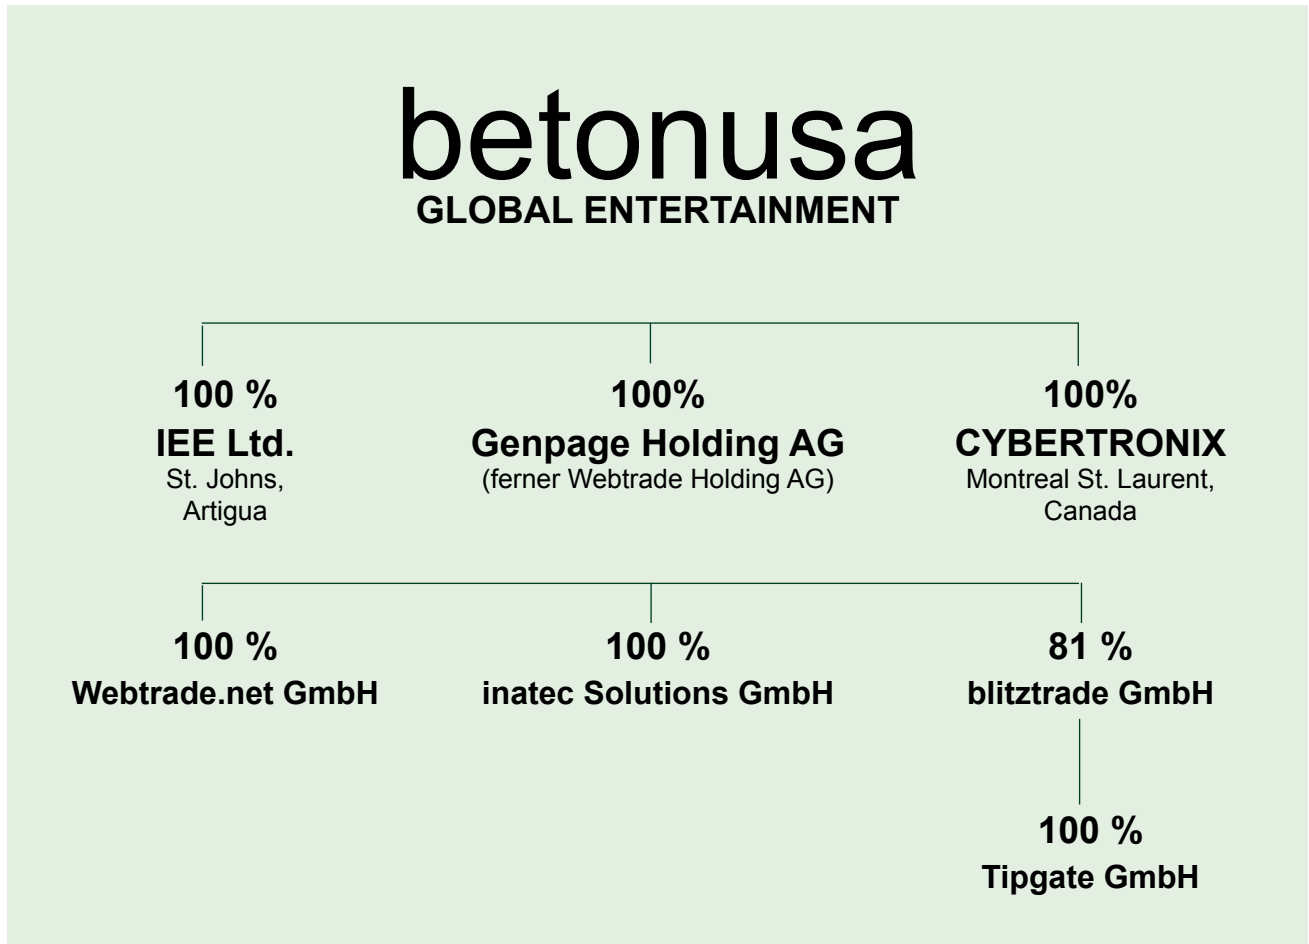 betonusa
GLOBAL ENTERTAINMENT
100 %
IEE Ltd.
St. Johns,
Artigua
100%
Genpage Holding AG
(ferner Webtrade Holding AG)
100%
CYBERTRONIX
Montreal St. Laurent,
Canada
100 %
Webtrade.net GmbH
100 %
inatec Solutions GmbH
81 %
blitztrade GmbH
100 %
Tipgate GmbH